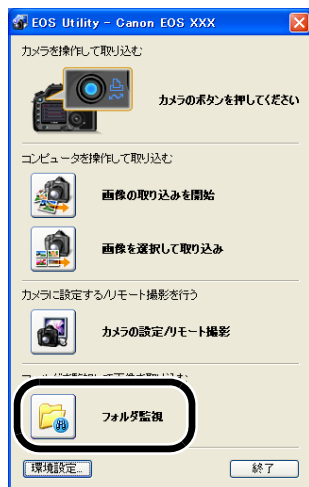 EOS Utility - Canon EOS XXX
カメラを操作して取り込む
カメラのボタンを押してください
コンピュータを操作して取り込む
画像の取り込みを開始
画像を選択して取り込み
カメラに設定する/リモート撮影を行う
カメラの設定/リモート撮影
フォルダ監視
環境設定...
終了